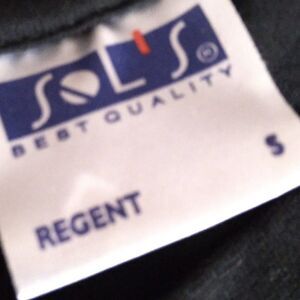 SOL'S ®
BEST QUALITY
S
REGENT